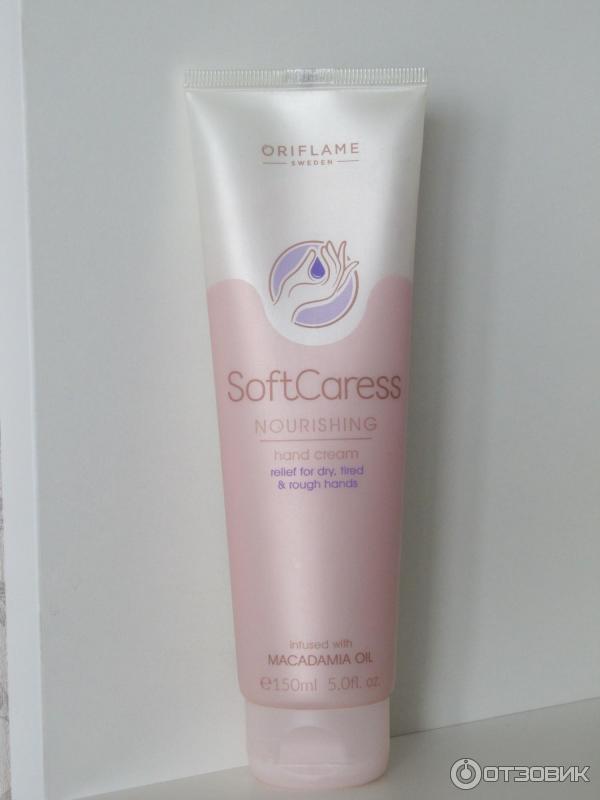 ORIFLAME
SWEDEN
SoftCaress
NOURISHING
hand cream
relief for dry, tired
& rough hands
infused with
MACADAMIA OIL
℮150ml 5.0fl. oz.
ОТЗОВИК